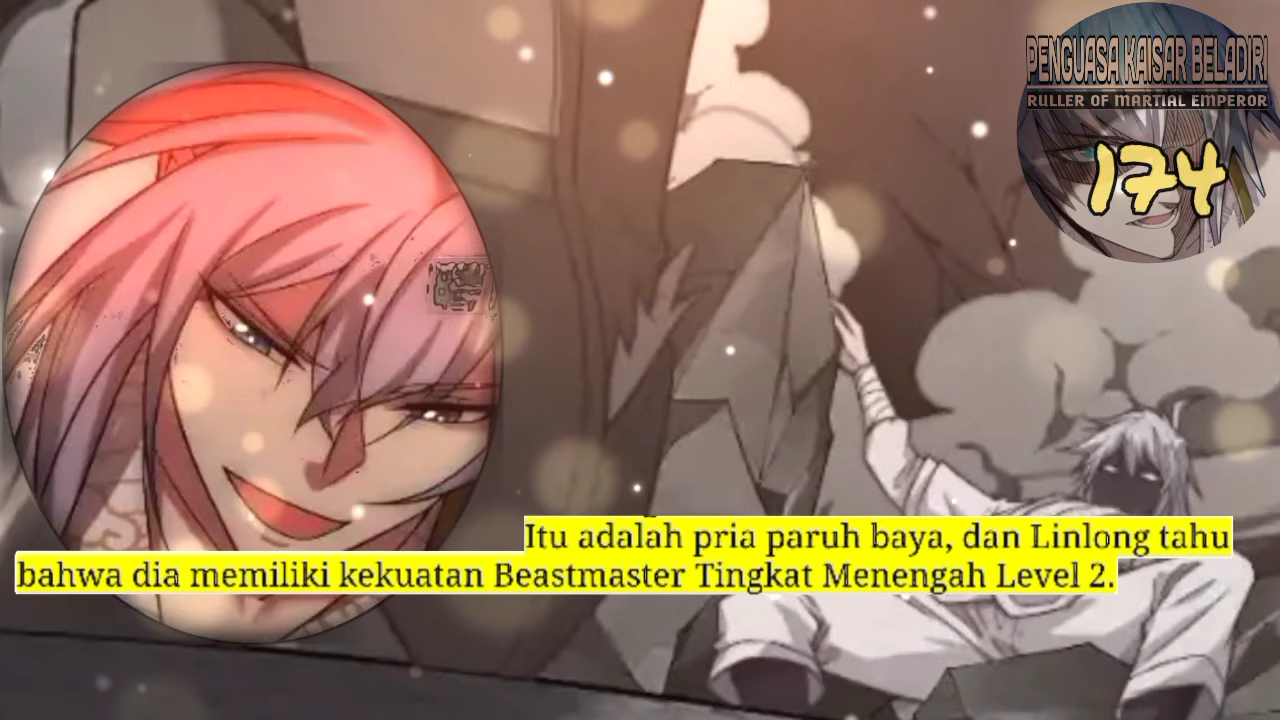 PENGUASA KAISAR BELADIRI
RULLER OF MARTIAL EMPEROR
174
Itu adalah pria paruh baya, dan Linlong tahu
bahwa dia memiliki kekuatan Beastmaster Tingkat Menengah Level 2.